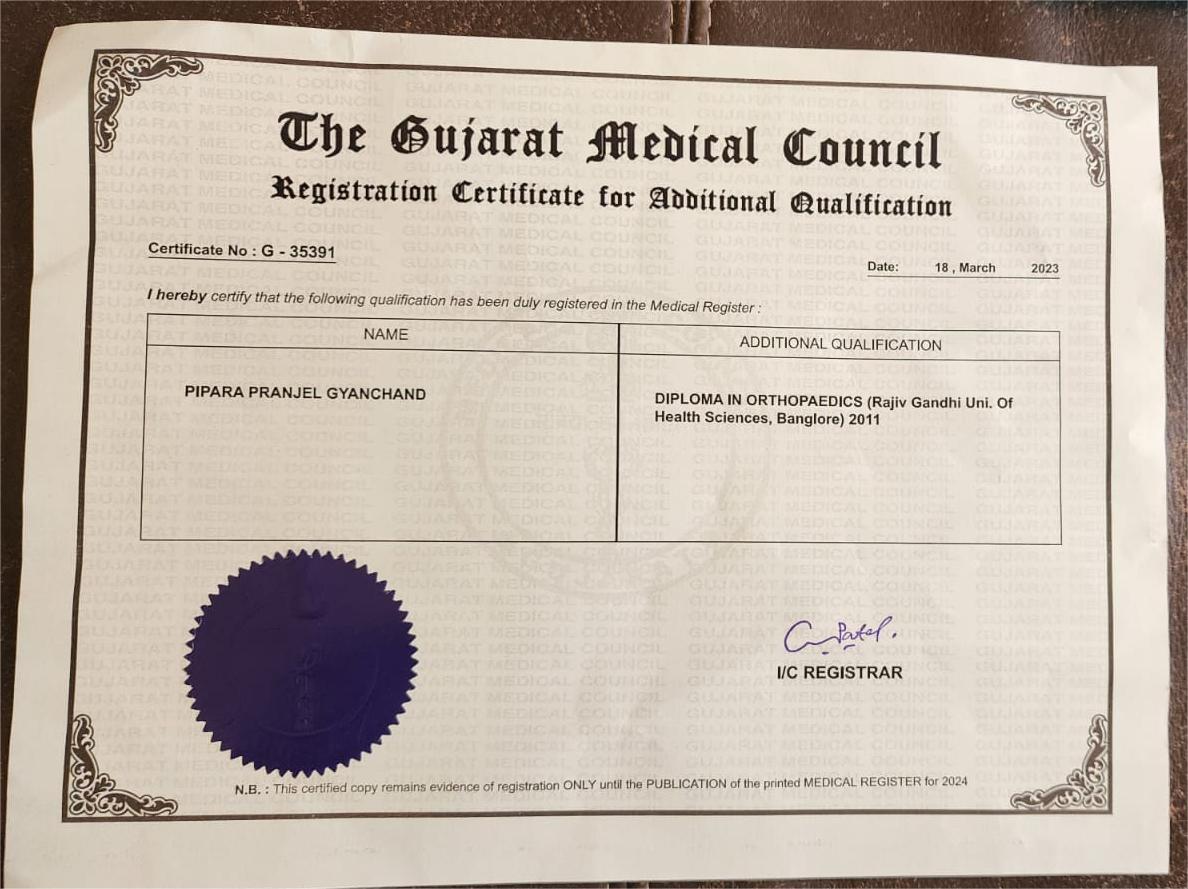 The Gujarat Medical Council
Registration Certificate for Additional Qualification
Certificate No : G - 35391
Date: 18 , March 2023
I hereby certify that the following qualification has been duly registered in the Medical Register :
NAME
ADDITIONAL QUALIFICATION
PIPARA PRANJEL GYANCHAND
DIPLOMA IN ORTHOPAEDICS (Rajiv Gandhi Uni. Of
Health Sciences, Banglore) 2011
Patel.
I/C REGISTRAR
N.B. : This certified copy remains evidence of registration ONLY until the PUBLICATION of the printed MEDICAL REGISTER for 2024